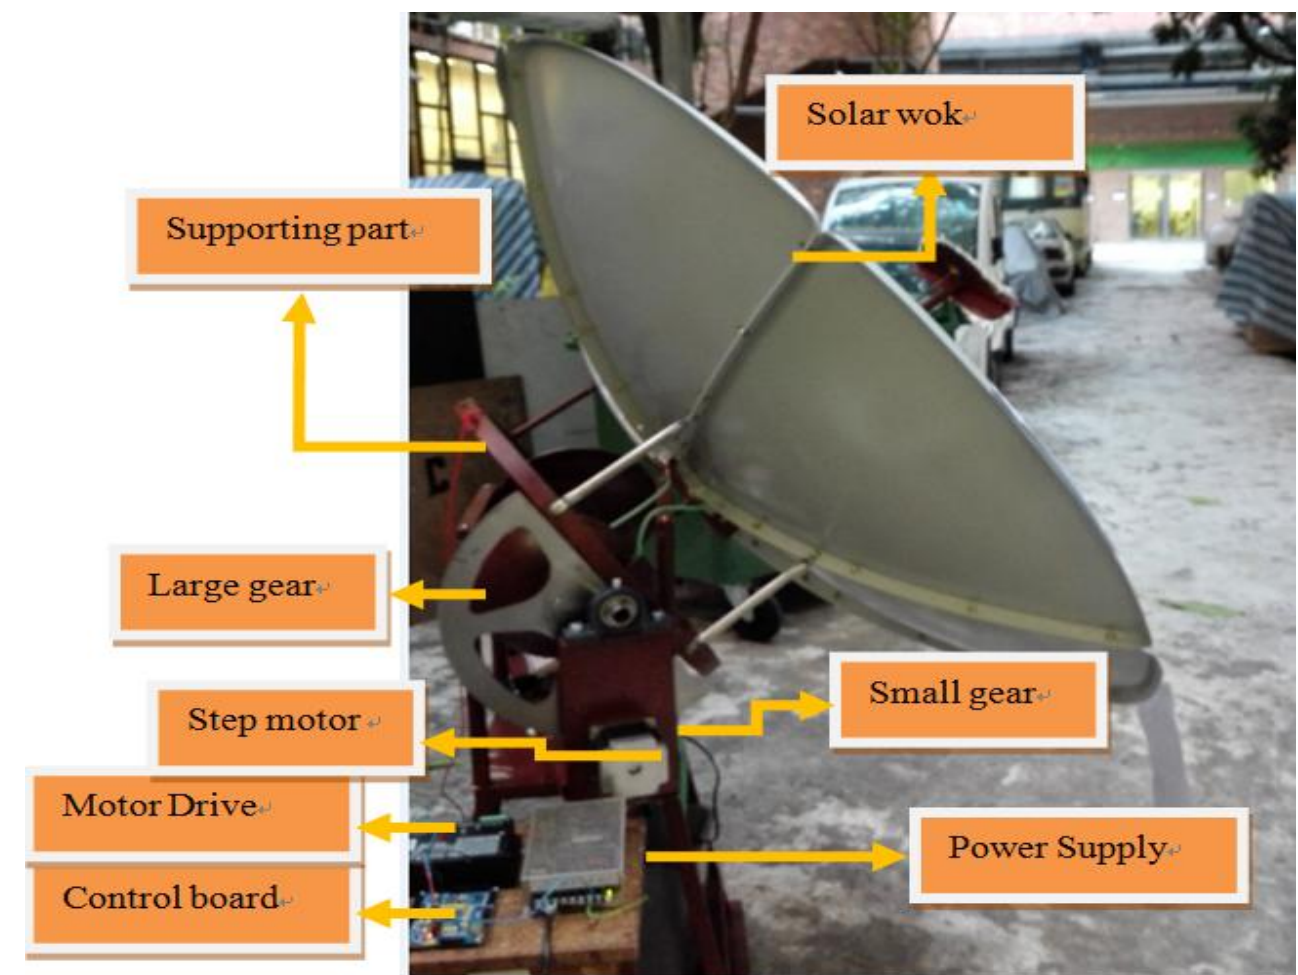 Solar wok
Supporting part
Large gear
Small gear
Step motor
Motor Drive
Power Supply
Control board